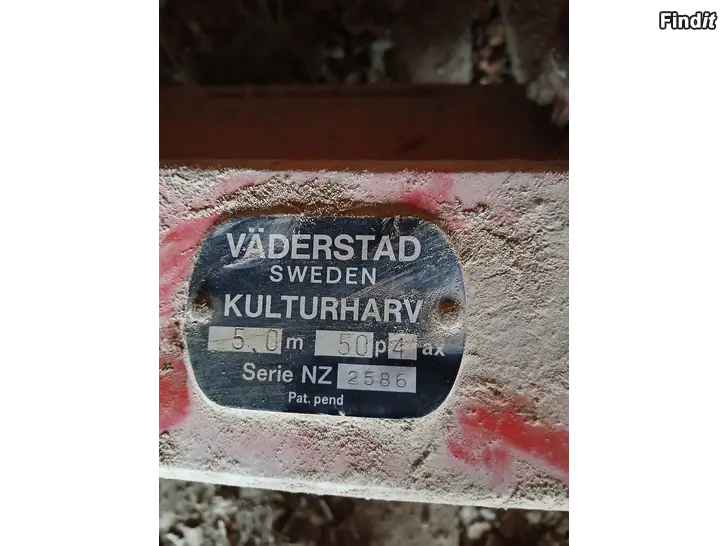 Findit
VÄDERSTAD
SWEDEN
KULTURHARV
5.0 m 50 p 4 ax
Serie NZ 2586
Pat. pend